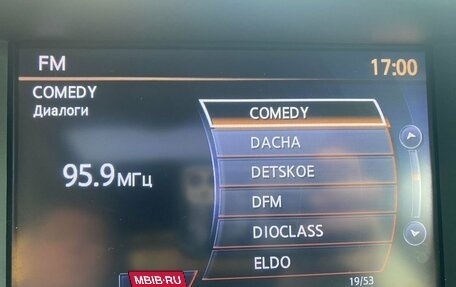 FM
17:00
COMEDY
Диалоги
95.9МГц
COMEDY
DACHA
DETSKOE
DFM
DIOCLASS
ELDO
19/53
MBIB·RU